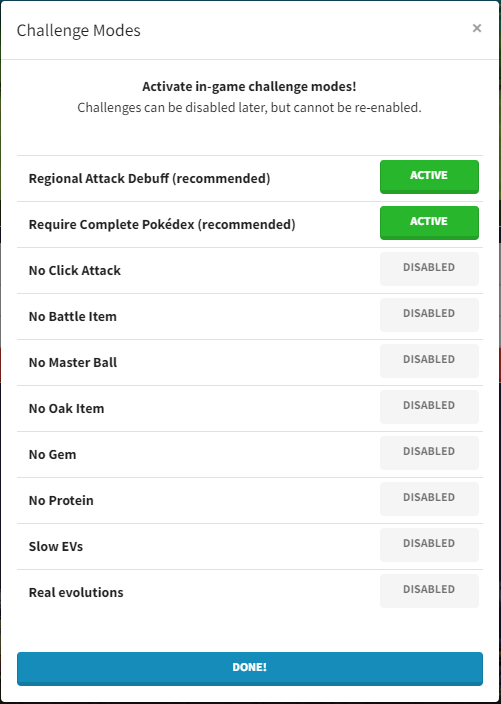 Challenge Modes ×
Activate in-game challenge modes!
Challenges can be disabled later, but cannot be re-enabled.
Regional Attack Debuff (recommended) ACTIVE
Require Complete Pokédex (recommended) ACTIVE
No Click Attack DISABLED
No Battle Item DISABLED
No Master Ball DISABLED
No Oak Item DISABLED
No Gem DISABLED
No Protein DISABLED
Slow EVs DISABLED
Real evolutions DISABLED
DONE!